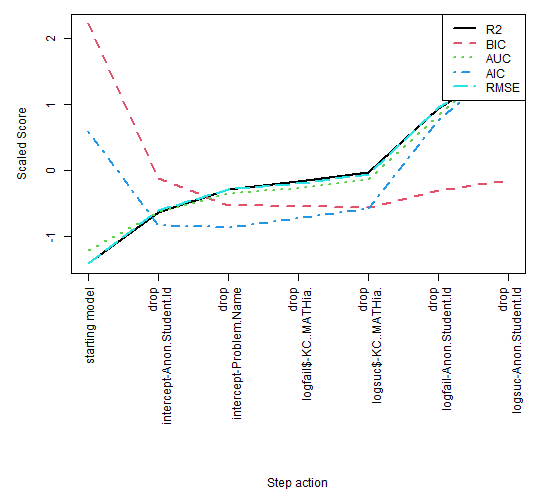 R2
BIC
AUC
AIC
RMSE
Scaled Score
2
1
0
-1
starting model
drop
intercept-Anon.Student.Id
drop
intercept-Problem.Name
drop
logfail$-KC..MATHia.
drop
logsuc$-KC..MATHia.
drop
logfail-Anon.Student.Id
drop
logsuc-Anon.Student.Id
Step action